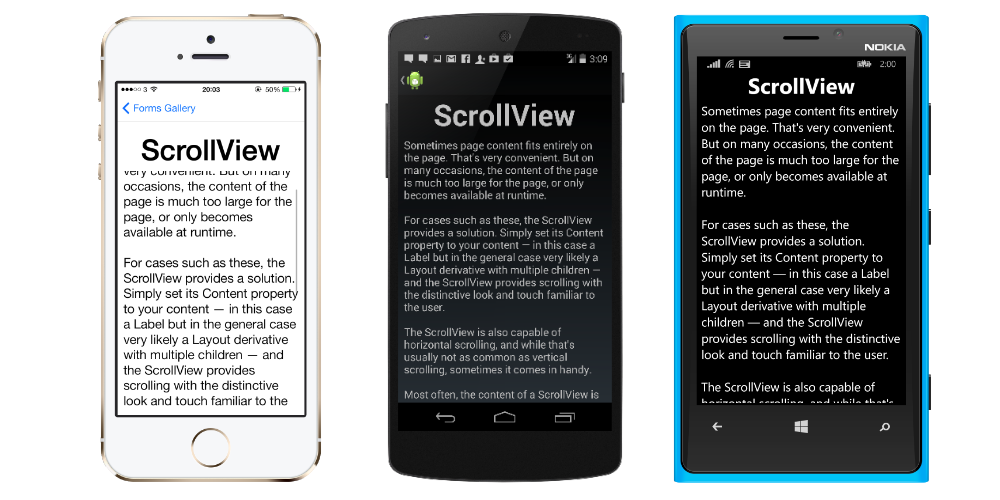 20:03
50%
Forms Gallery
ScrollView
very convenient. But on many
occasions, the content of the
page is much too large for the
page, or only becomes
available at runtime.
For cases such as these, the
ScrollView provides a solution.
Simply set its Content property
to your content — in this case
a Label but in the general case
very likely a Layout derivative
with multiple children — and
the ScrollView provides
scrolling with the distinctive
look and touch familiar to the
3:09
ScrollView
Sometimes page content fits entirely on
the page. That's very convenient. But on
many occasions, the content of the page
is much too large for the page, or only
becomes available at runtime.
For cases such as these, the ScrollView
provides a solution. Simply set its Content
property to your content — in this case a
Label but in the general case very likely a
Layout derivative with multiple children —
and the ScrollView provides scrolling with
the distinctive look and touch familiar to
the user.
The ScrollView is also capable of
horizontal scrolling, and while that's
usually not as common as vertical
scrolling, sometimes it comes in handy.
Most often, the content of a ScrollView is
NOKIA
2:00
ScrollView
Sometimes page content fits entirely
on the page. That's very convenient.
But on many occasions, the content
of the page is much too large for the
page, or only becomes available at
runtime.
For cases such as these, the
ScrollView provides a solution.
Simply set its Content property to
your content — in this case a Label
but in the general case very likely a
Layout derivative with multiple
children — and the ScrollView
provides scrolling with the distinctive
look and touch familiar to the user.
The ScrollView is also capable of
horizontal scrolling, and while that's